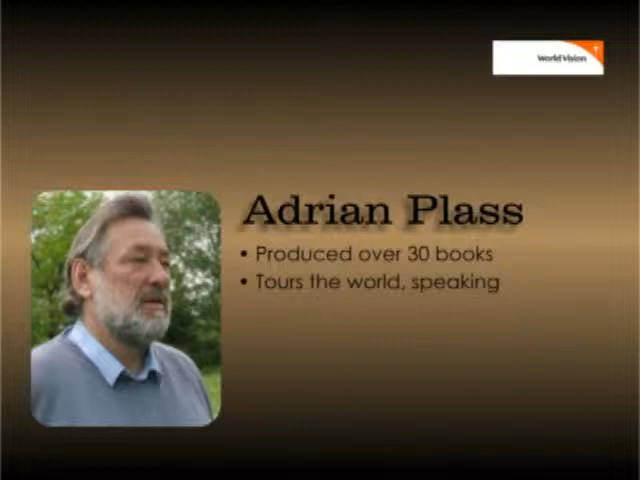 World Vision
Adrian Plass
• Produced over 30 books
• Tours the world, speaking